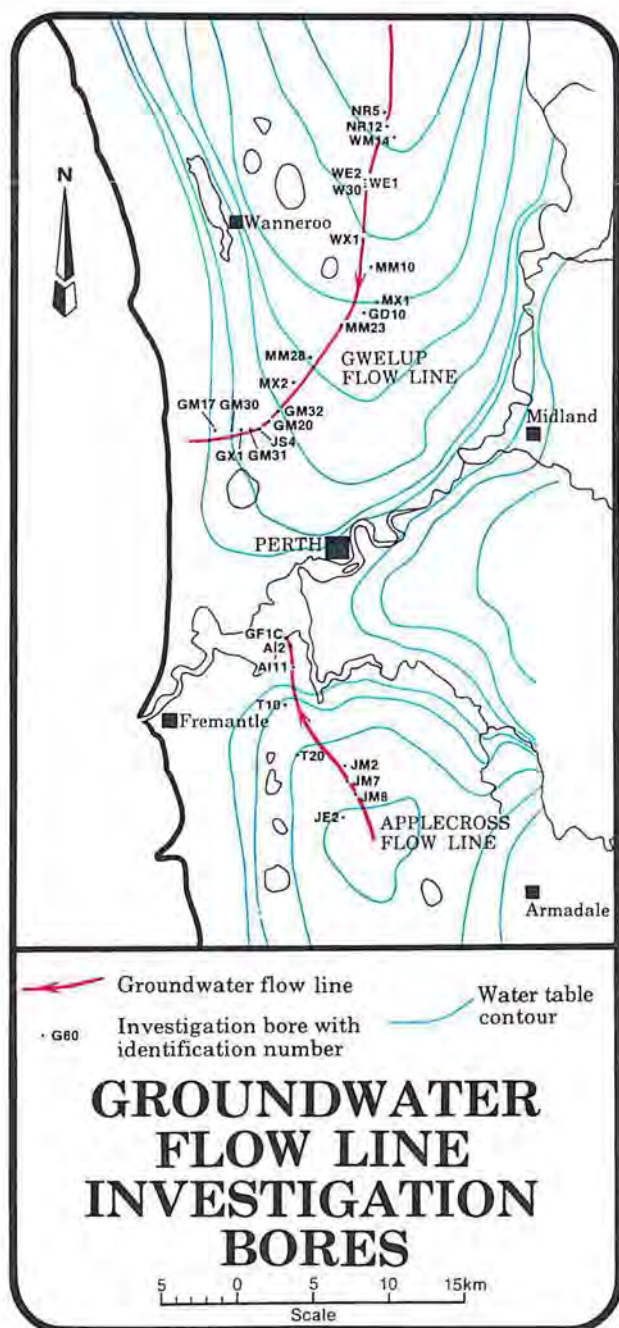 N
NR5
NR12
WM14
WE2
WE1
W30
Wanneroo
WX1
MM10
MX1
GD10
MM23
MM28
GWELUP
FLOW LINE
MX2
GM17 GM30
GM32
GM20
JS4
GX1 GM31
Midland
PERTH
GF1C
AI2
AI11
T10
Fremantle
T20
JM2
JM7
JM8
JE2
APPLECROSS
FLOW LINE
Armadale
Groundwater flow line
Water table
contour
G60
Investigation bore with
identification number
GROUNDWATER
FLOW LINE
INVESTIGATION
BORES
5 0 5 10 15km
Scale